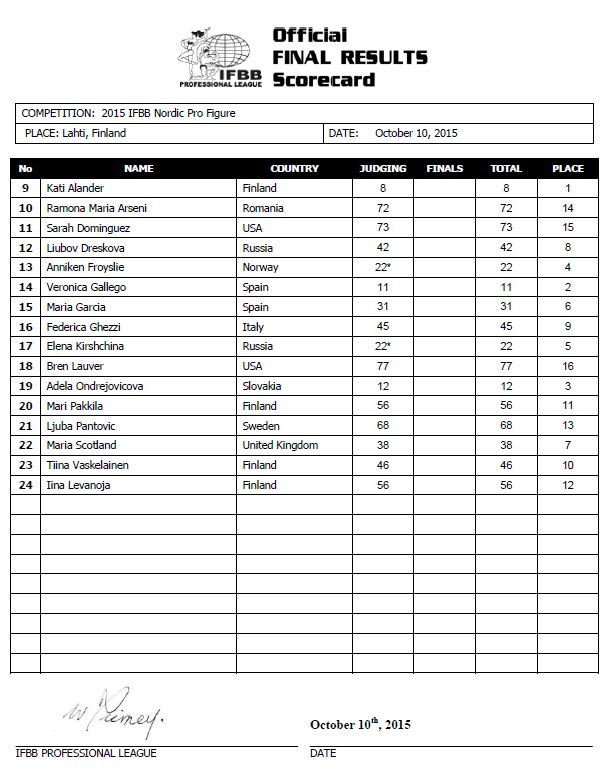 Official
FINAL RESULTS
Scorecard
IFBB
PROFESSIONAL LEAGUE
COMPETITION: 2015 IFBB Nordic Pro Figure
PLACE: Lahti, Finland DATE: October 10, 2015
No NAME COUNTRY JUDGING FINALS TOTAL PLACE
9 Kati Alander Finland 8 8 1
10 Ramona Maria Arseni Romania 72 72 14
11 Sarah Dominguez USA 73 73 15
12 Liubov Dreskova Russia 42 42 8
13 Anniken Froyslie Norway 22* 22 4
14 Veronica Gallego Spain 11 11 2
15 Maria Garcia Spain 31 31 6
16 Federica Ghezzi Italy 45 45 9
17 Elena Kirshchina Russia 22* 22 5
18 Bren Lauver USA 77 77 16
19 Adela Ondrejovicova Slovakia 12 12 3
20 Mari Pakkila Finland 56 56 11
21 Ljuba Pantovic Sweden 68 68 13
22 Maria Scotland United Kingdom 38 38 7
23 Tiina Vaskelainen Finland 46 46 10
24 Iina Levanoja Finland 56 56 12
October 10th, 2015
IFBB PROFESSIONAL LEAGUE DATE